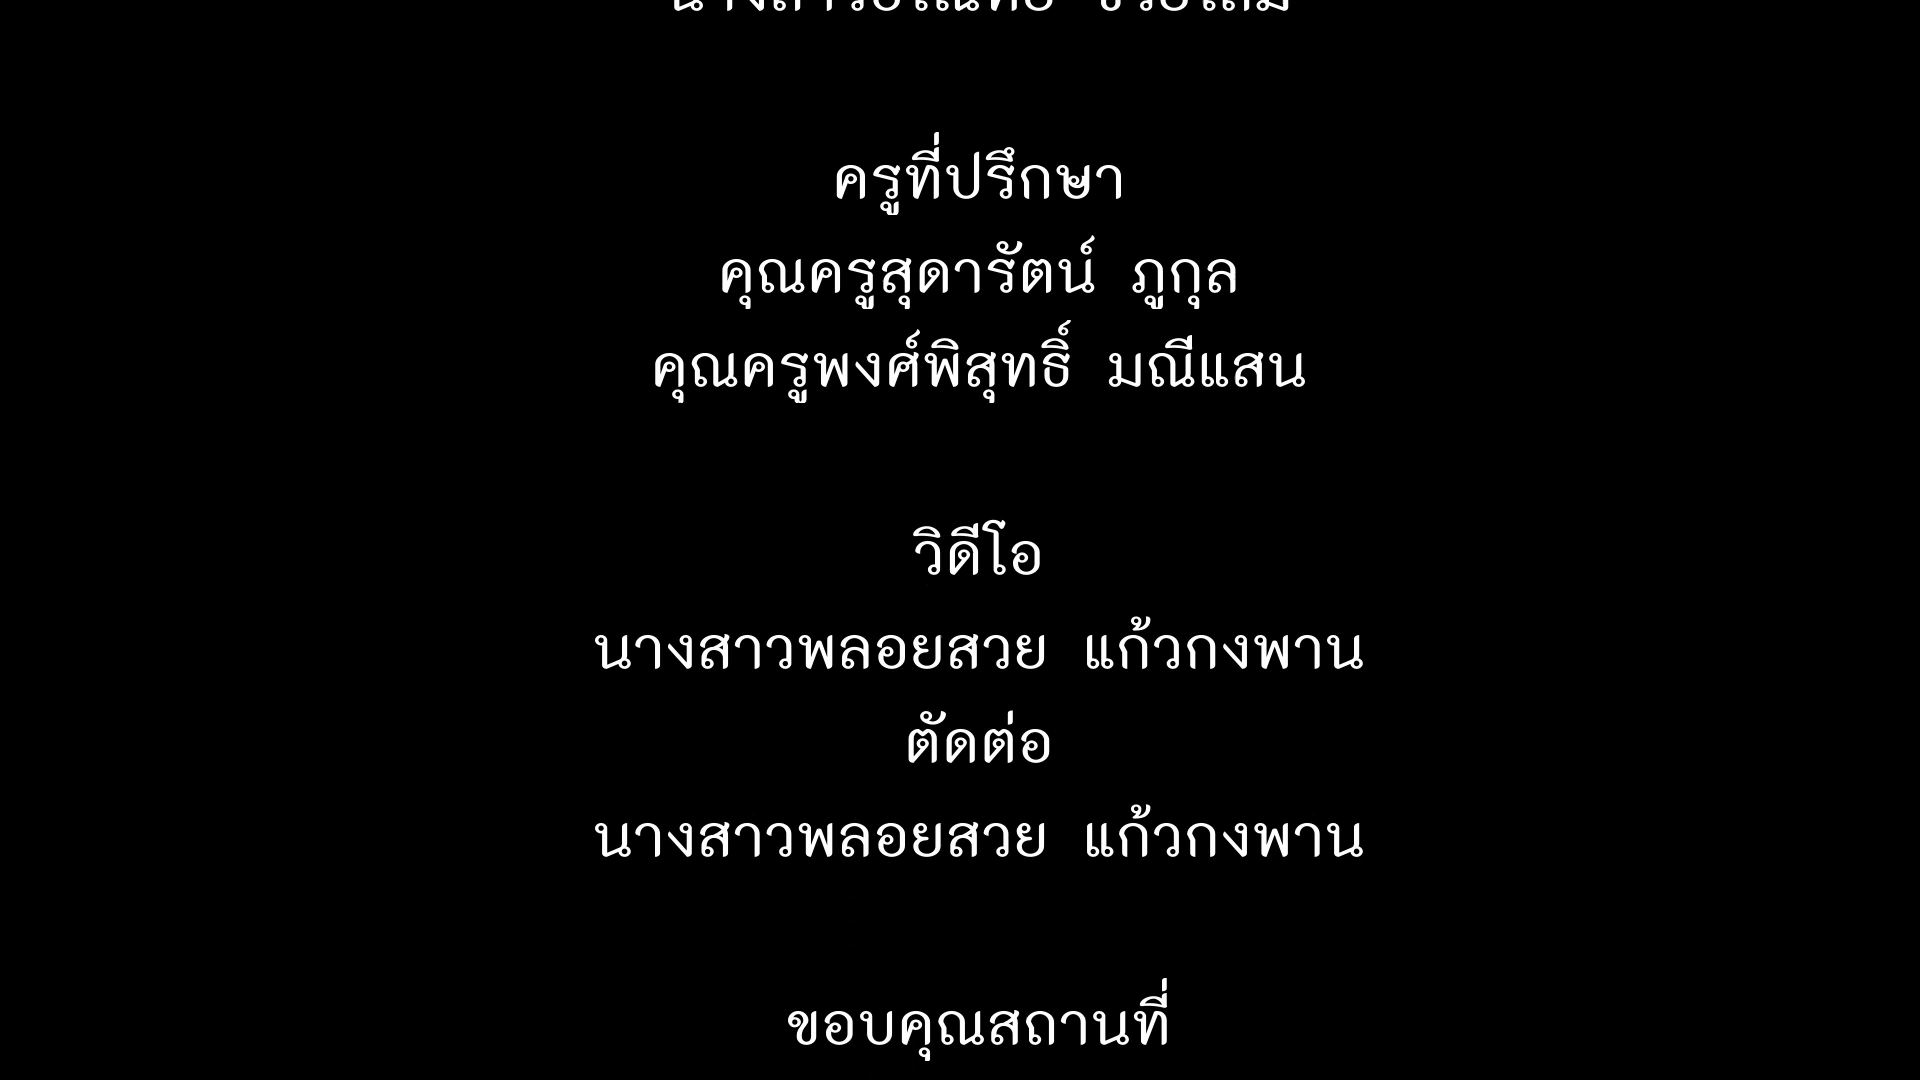 ครูที่ปรึกษา
คุณครูสุดารัตน์ ภูกุล
คุณครูพงศ์พิสุทธิ์ มณีแสน
วิดีโอ
นางสาวพลอยสวย แก้วกงพาน
ตัดต่อ
นางสาวพลอยสวย แก้วกงพาน
ขอบคุณสถานที่